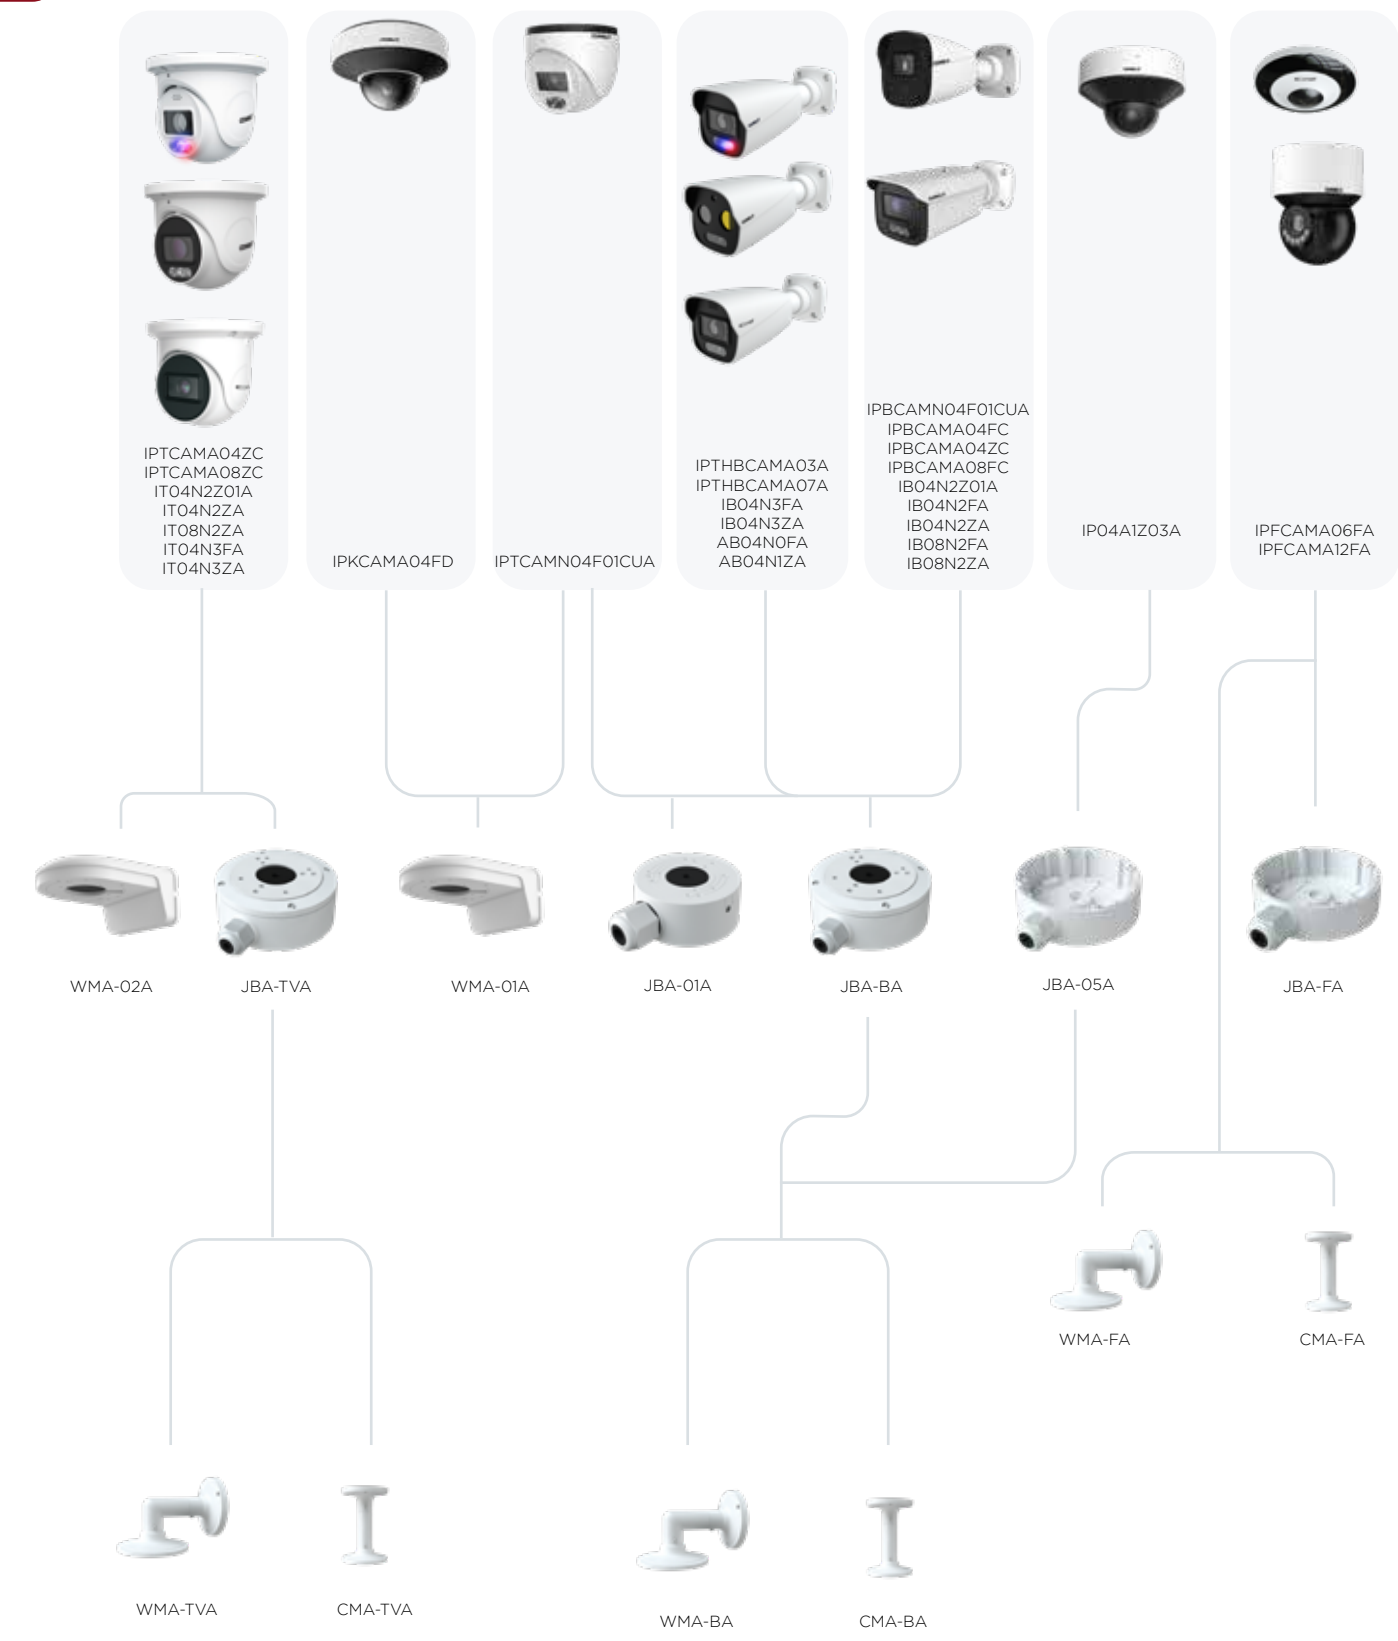 IPTCAMA04ZC
IPTCAMA08ZC
IT04N2Z01A
IT04N2ZA
IT08N2ZA
IT04N3FA
IT04N3ZA
IPKCAMA04FD
IPTCAMN04F01CUA
IPTHBCAMA03A
IPTHBCAMA07A
IB04N3FA
IB04N3ZA
AB04N0FA
AB04N1ZA
IPBCAMN04F01CUA
IPBCAMA04FC
IPBCAMA04ZC
IPBCAMA08FC
IB04N2Z01A
IB04N2FA
IB04N2ZA
IB08N2FA
IB08N2ZA
IP04A1Z03A
IPFCAMA06FA
IPFCAMA12FA
WMA-02A
JBA-TVA
WMA-01A
JBA-01A
JBA-BA
JBA-05A
JBA-FA
WMA-FA
CMA-FA
WMA-TVA
CMA-TVA
WMA-BA
CMA-BA